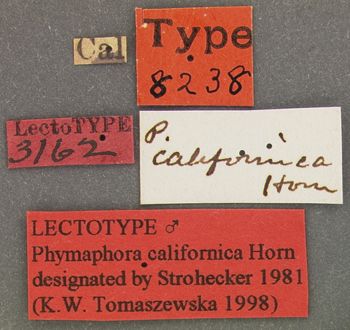 Cal
Type
8238
LectoTYPE
3162
P.
californica
Horn
LECTOTYPE ♂
Phymaphora californica Horn
designated by Strohecker 1981
(K.W. Tomaszewska 1998)